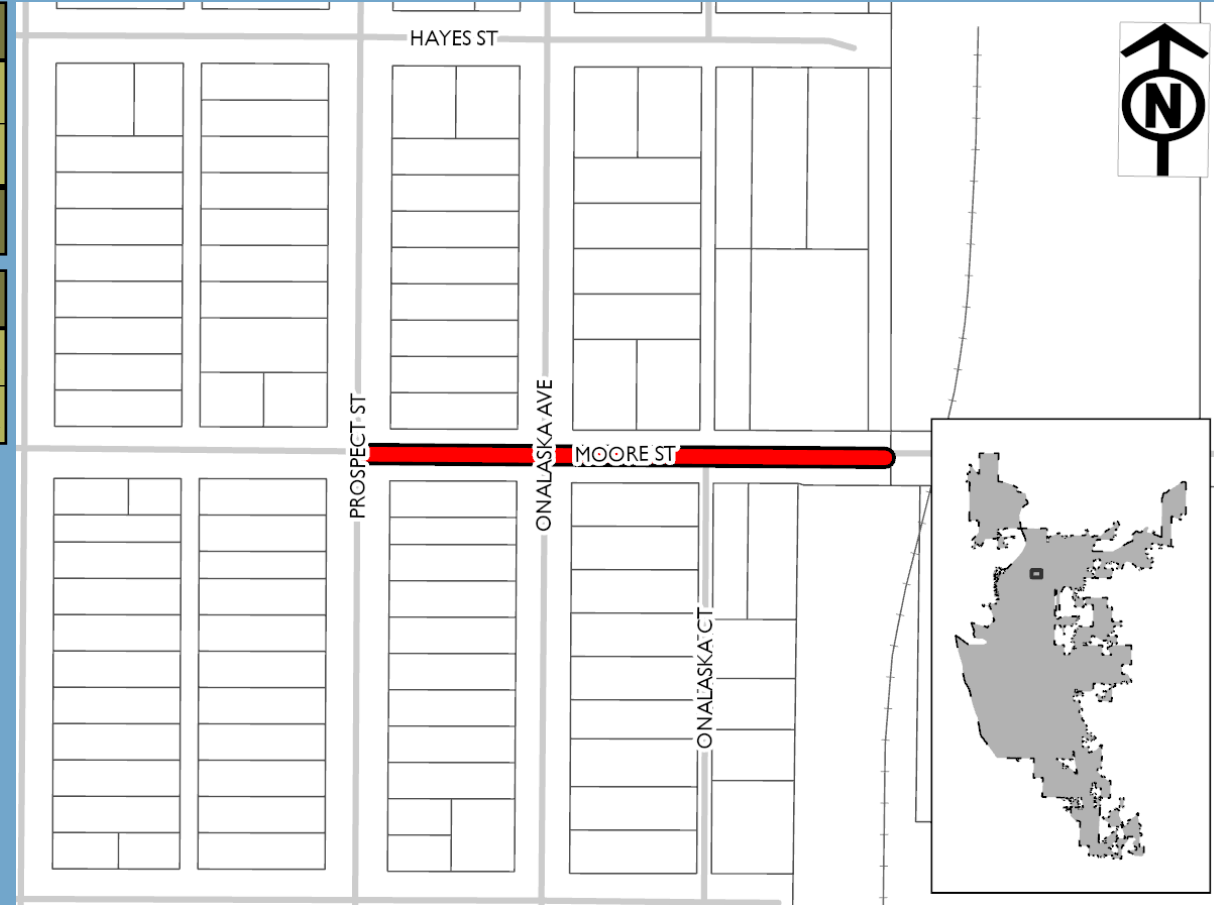 HAYES ST
N
PROSPECT ST
ONALASKA AVE
MOORE ST
ONALASKA CT